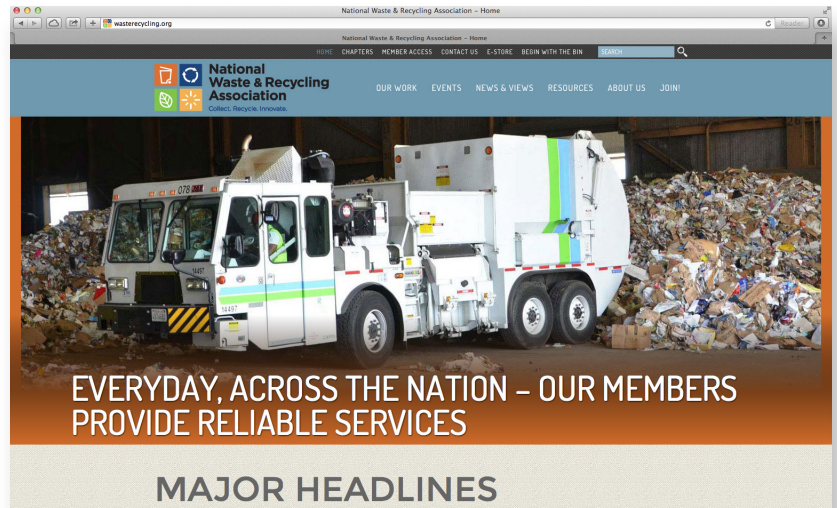 National Waste & Recycling Association – Home
wasterecycling.org
Reader
National Waste & Recycling Association – Home
HOME CHAPTERS MEMBER ACCESS CONTACT US E-STORE BEGIN WITH THE BIN SEARCH
National
Waste & Recycling
Association
Collect. Recycle. Innovate.
OUR WORK EVENTS NEWS & VIEWS RESOURCES ABOUT US JOIN!
078
14497
14497
EVERYDAY, ACROSS THE NATION – OUR MEMBERS
PROVIDE RELIABLE SERVICES
MAJOR HEADLINES